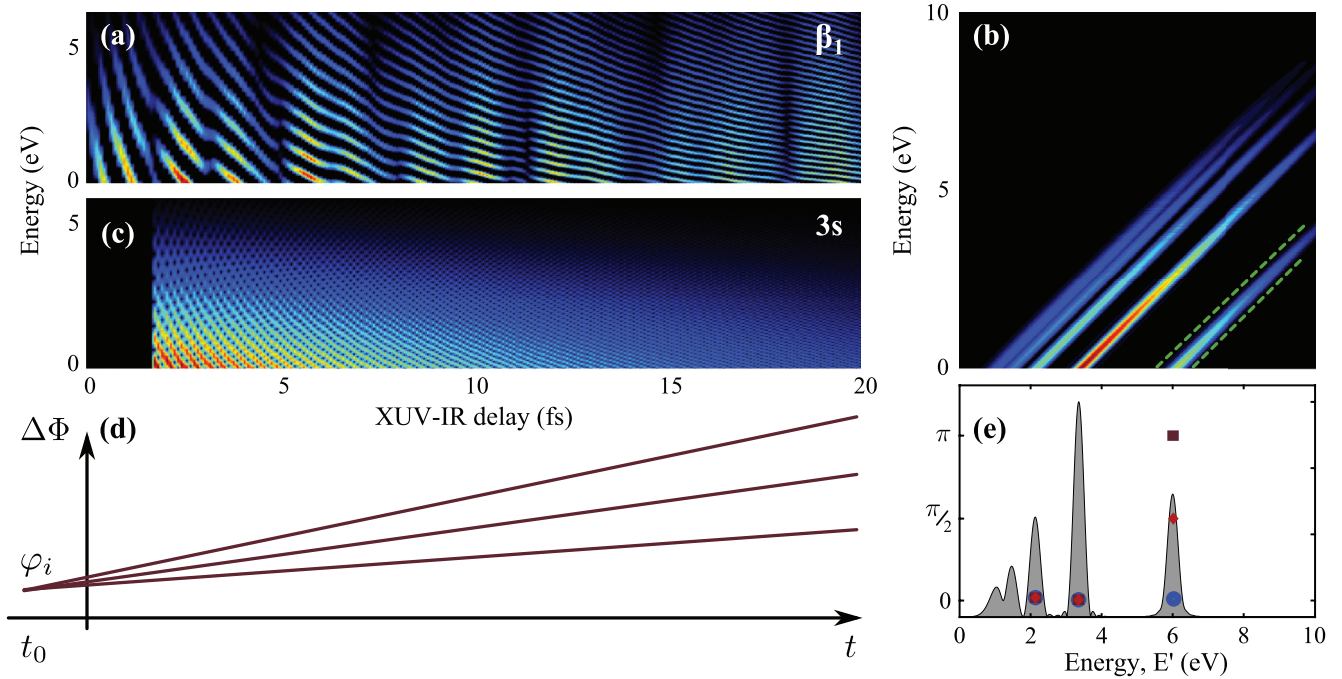 (a)
β₁
5
0
Energy (eV)
(c)
3s
5
0
0
5
10
15
20
XUV-IR delay (fs)
(b)
10
5
0
Energy (eV)
ΔΦ
(d)
φᵢ
t₀
t
(e)
π
π/2
0
0
2
4
6
8
10
Energy, E' (eV)